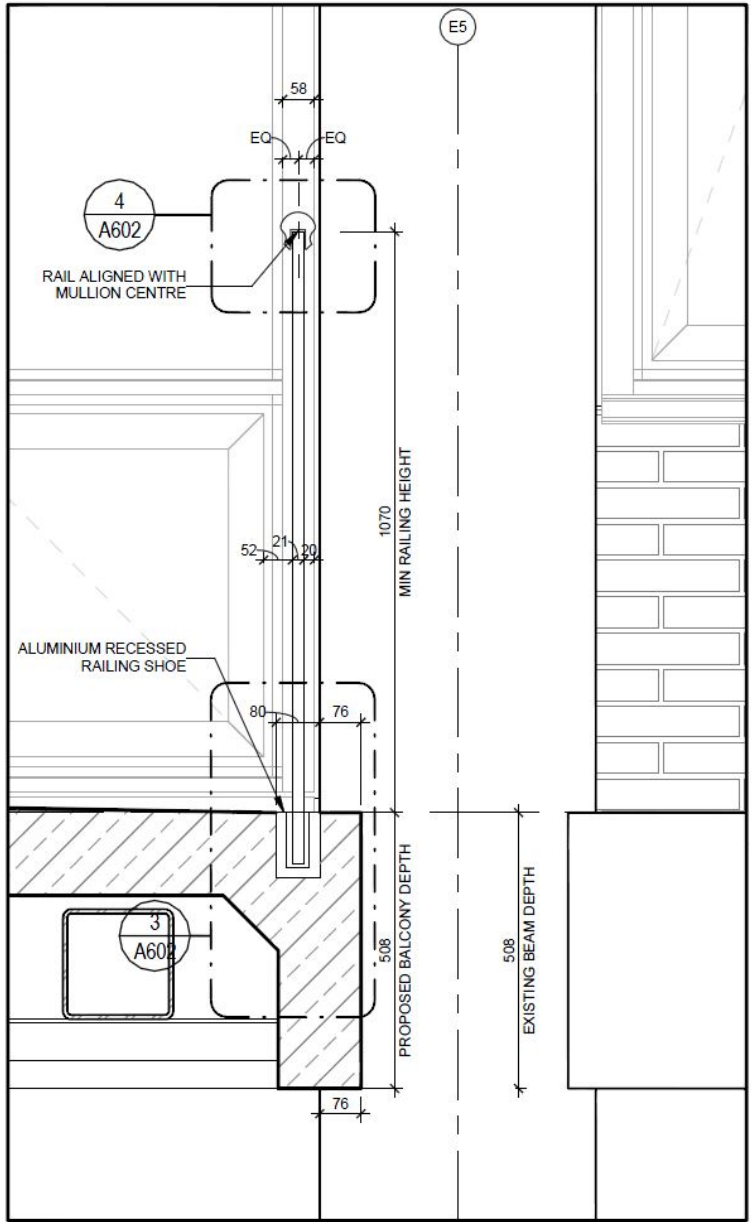 E5
58
EQ
EQ
4
A602
RAIL ALIGNED WITH
MULLION CENTRE
1070
MIN RAILING HEIGHT
52
21
20
ALUMINIUM RECESSED
RAILING SHOE
80
76
3
A602
508
PROPOSED BALCONY DEPTH
508
EXISTING BEAM DEPTH
76